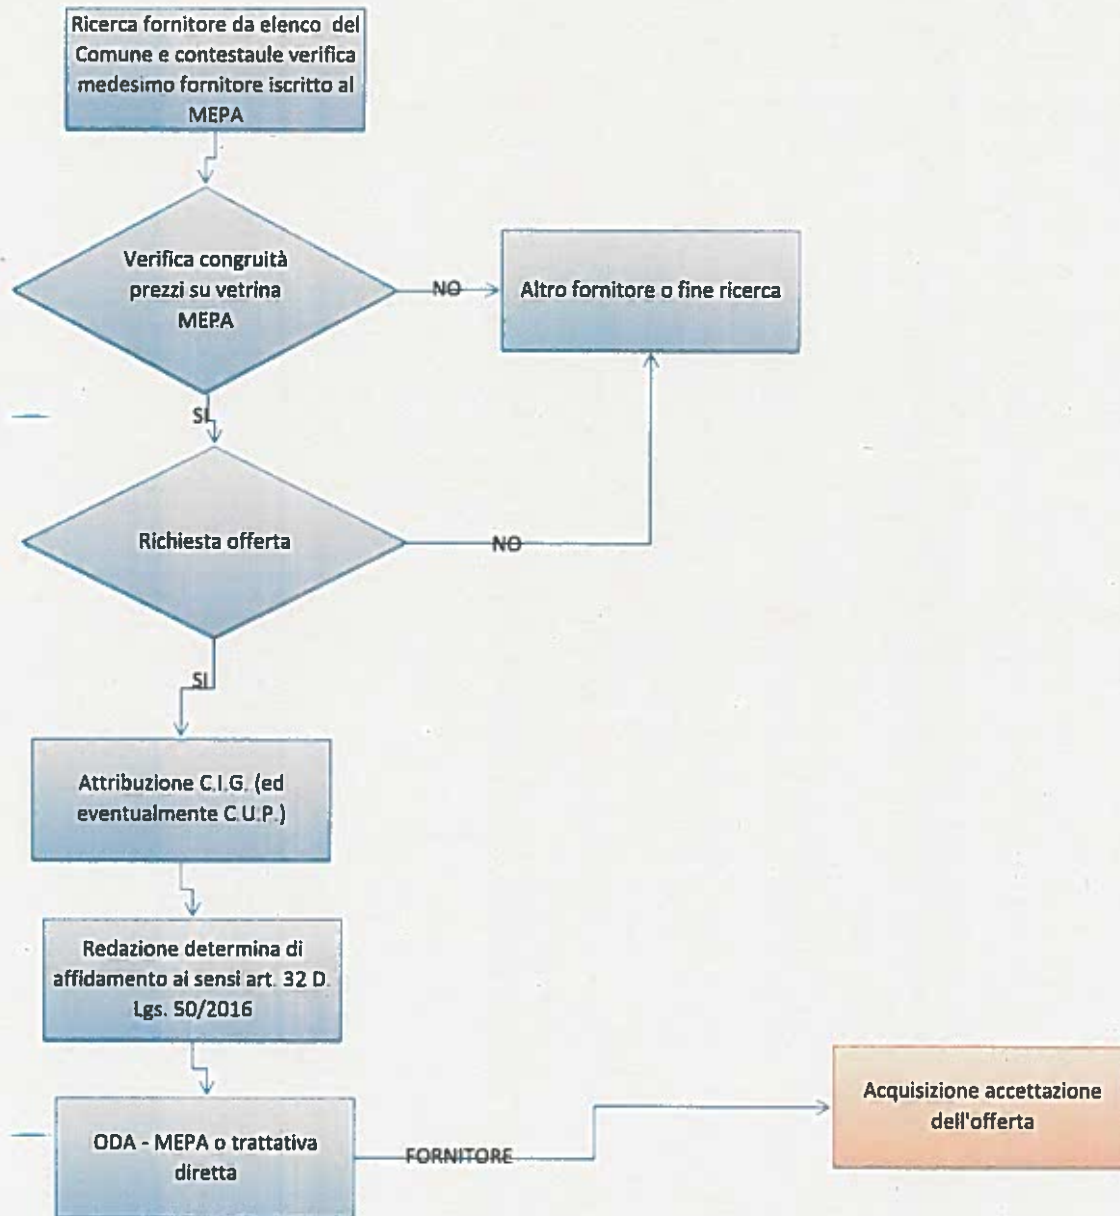 Ricerca fornitore da elenco del
Comune e contestaule verifica
medesimo fornitore iscritto al
MEPA
Verifica congruità
prezzi su vetrina
MEPA
NO
Altro fornitore o fine ricerca
SI
Richiesta offerta
NO
SI
Attribuzione C.I.G. (ed
eventualmente C.U.P.)
Redazione determina di
affidamento ai sensi art. 32 D.
Lgs. 50/2016
ODA - MEPA o trattativa
diretta
FORNITORE
Acquisizione accettazione
dell'offerta